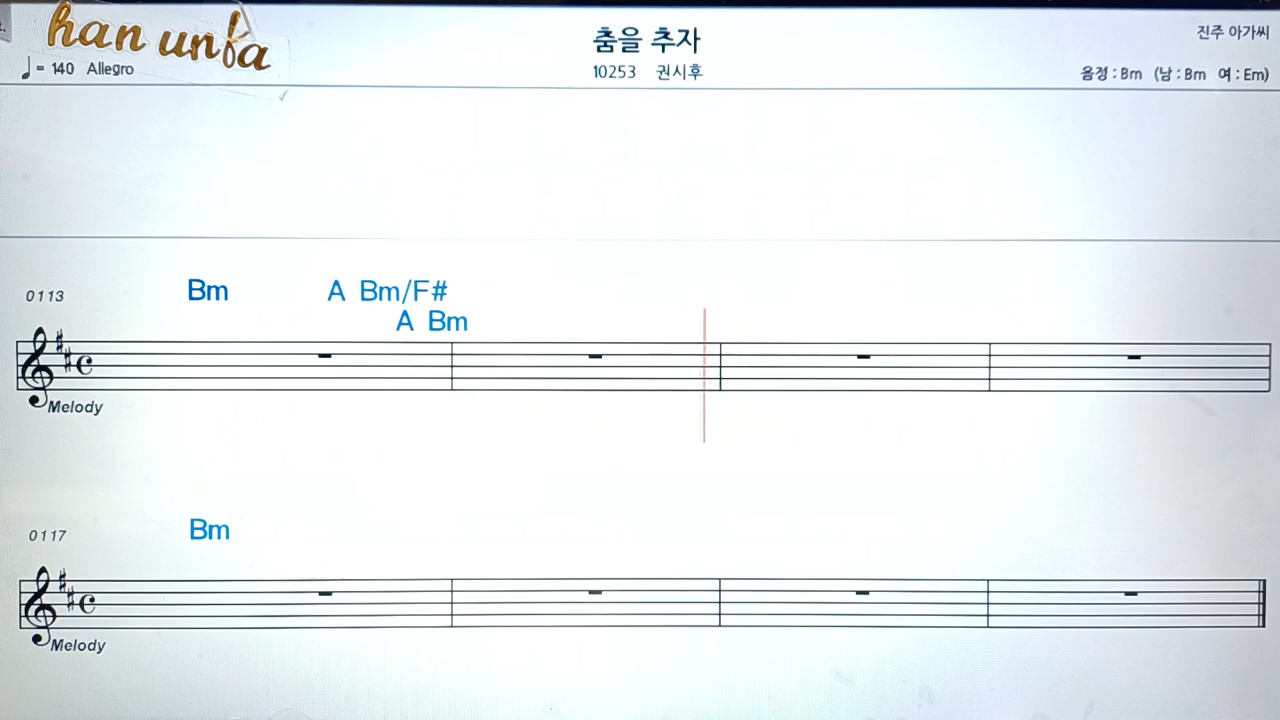 han unfa
춤을 추자
진주 아가씨
♩ = 140 Allegro
10253 권시후
음정 : Bm (남 : Bm 여 : Em)
0113
Bm A Bm/F#
A Bm
Melody
0117
Bm
Melody